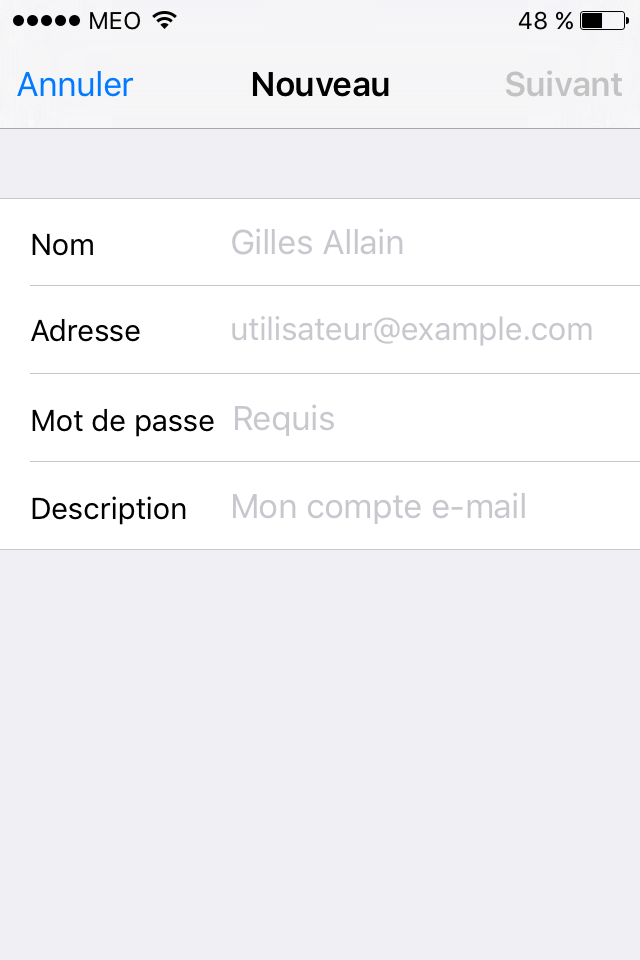 MEO 48 %
Annuler Nouveau Suivant
Nom Gilles Allain
Adresse utilisateur@example.com
Mot de passe Requis
Description Mon compte e-mail